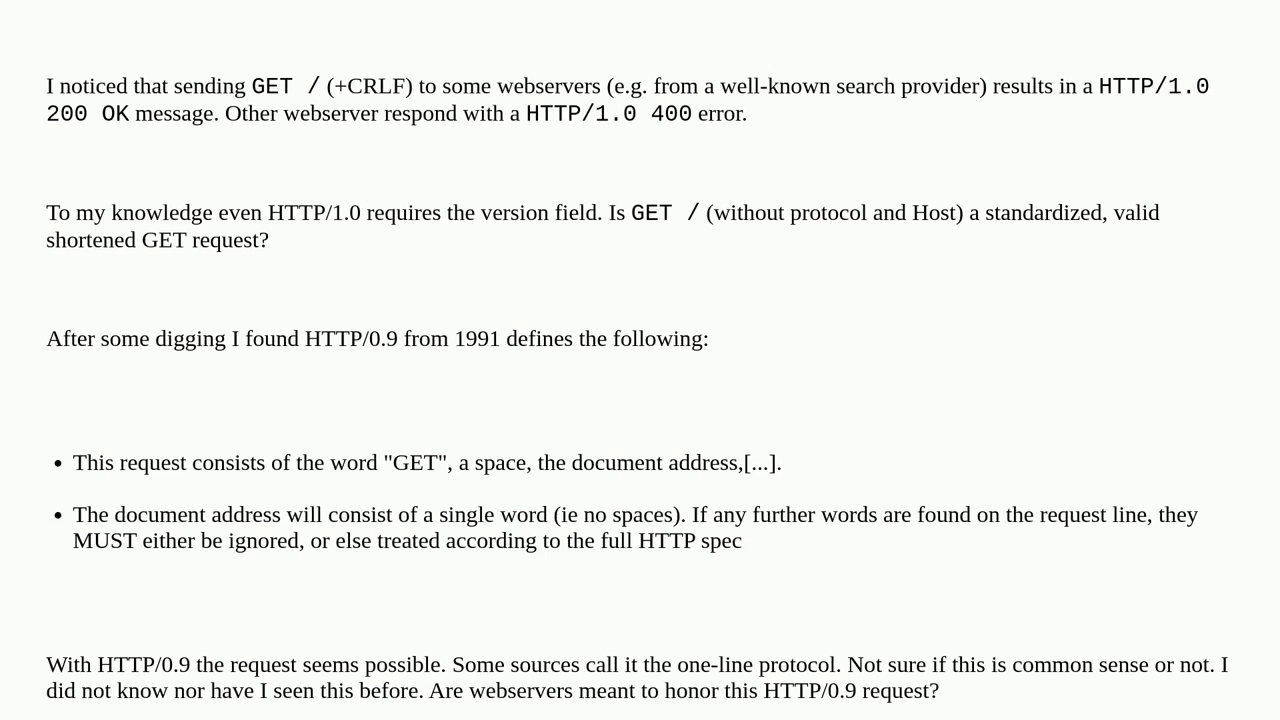 I noticed that sending GET / (+CRLF) to some webservers (e.g. from a well-known search provider) results in a HTTP/1.0
200 OK message. Other webserver respond with a HTTP/1.0 400 error.
To my knowledge even HTTP/1.0 requires the version field. Is GET / (without protocol and Host) a standardized, valid
shortened GET request?
After some digging I found HTTP/0.9 from 1991 defines the following:
• This request consists of the word "GET", a space, the document address,[...].
• The document address will consist of a single word (ie no spaces). If any further words are found on the request line, they
MUST either be ignored, or else treated according to the full HTTP spec
With HTTP/0.9 the request seems possible. Some sources call it the one-line protocol. Not sure if this is common sense or not. I
did not know nor have I seen this before. Are webservers meant to honor this HTTP/0.9 request?